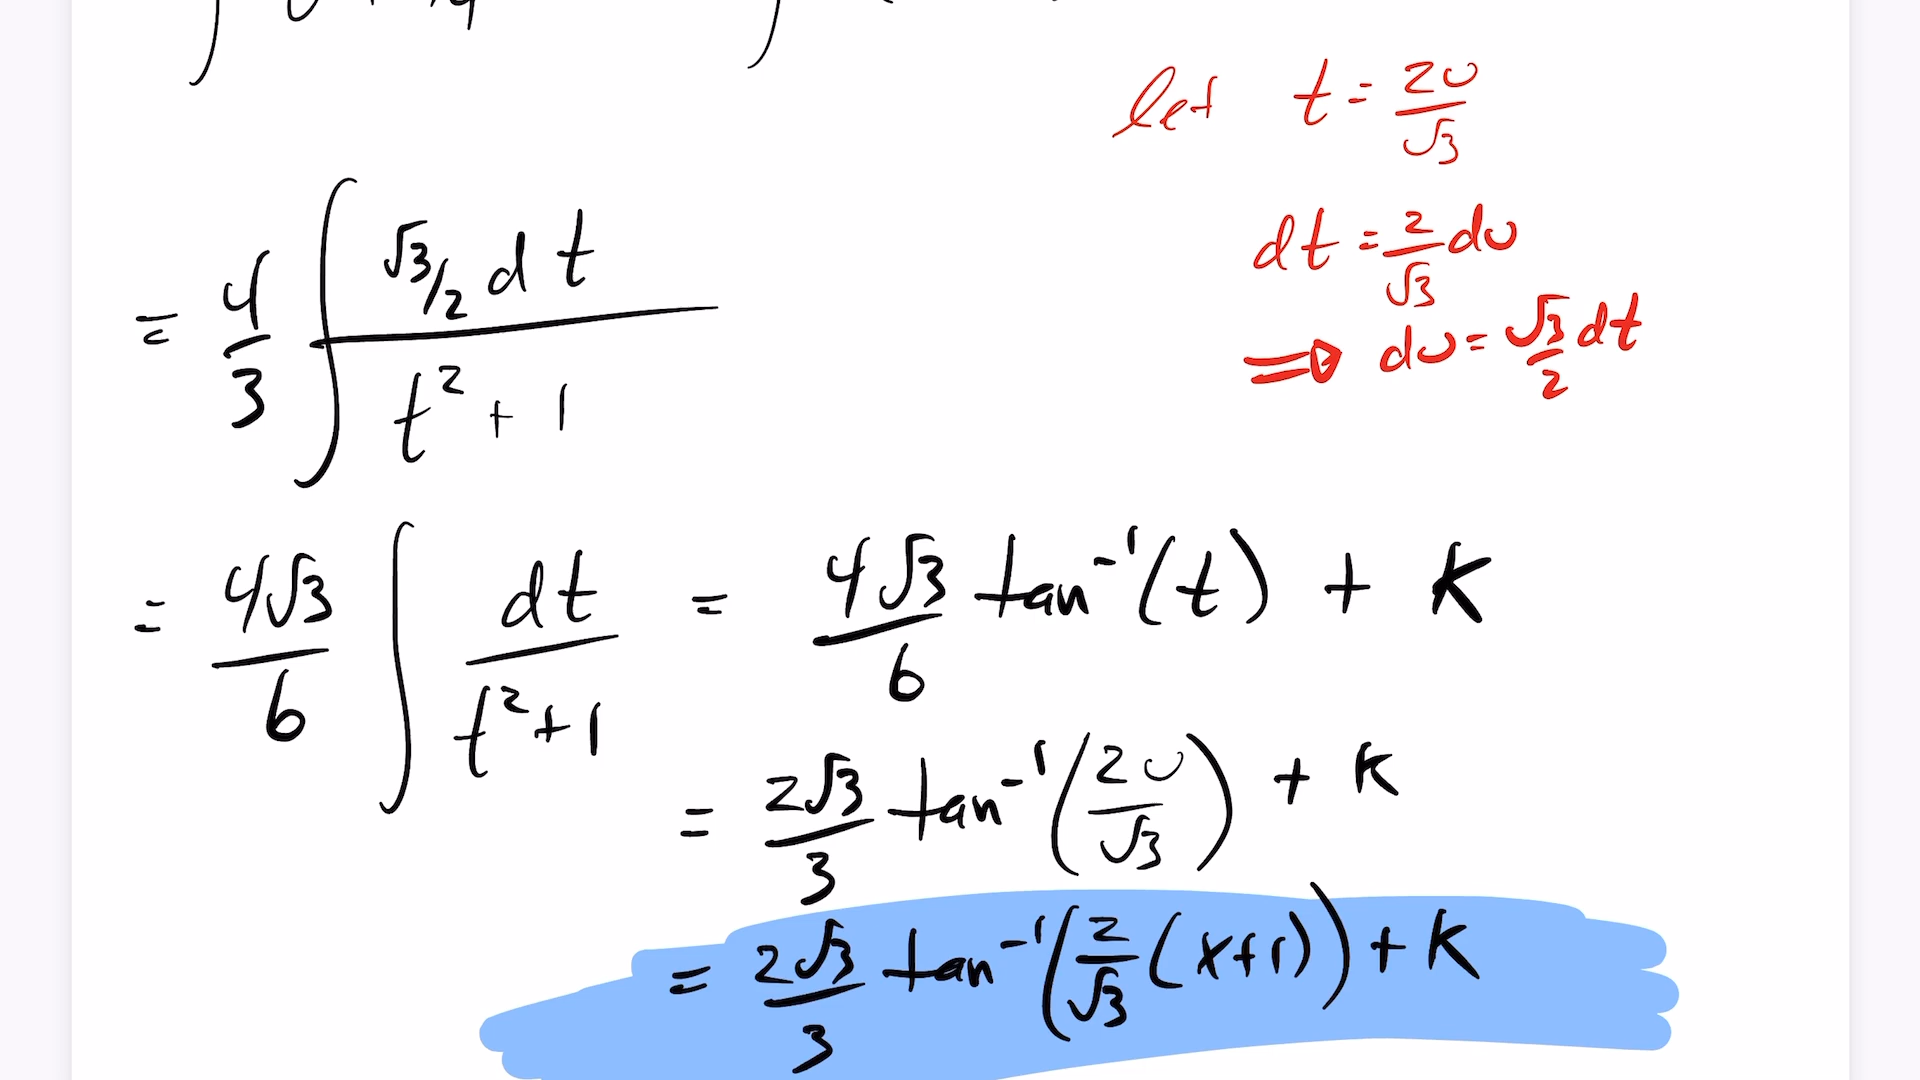 let t = 2u/√3
dt = 2/√3 du
⇒ du = √3/2 dt
= 4/3 ∫ (√3/2 dt)/(t² + 1)
= 4√3/6 ∫ dt/(t²+1) = 4√3/6 tan⁻¹(t) + K
= 2√3/3 tan⁻¹(2u/√3) + K
= 2√3/3 tan⁻¹(2/√3 (x+1)) + K